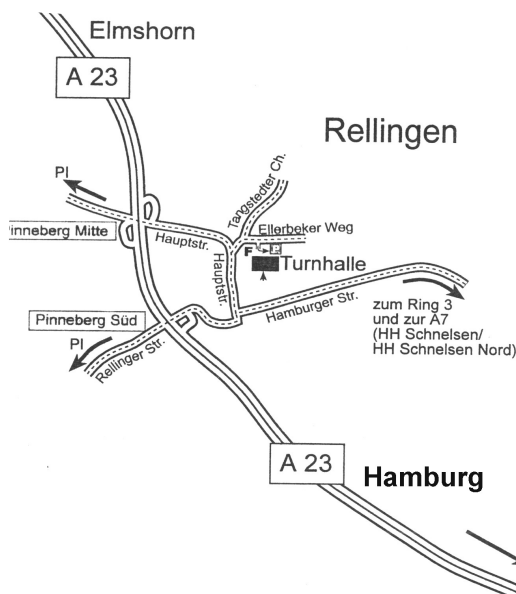 Elmshorn
A 23
Rellingen
PI
Tangstedter Ch.
Pinneberg Mitte
Hauptstr.
Ellerbeker Weg
F
Hauptstr.
Turnhalle
Hamburger Str.
zum Ring 3
und zur A7
(HH Schnelsen/
HH Schnelsen Nord)
Pinneberg Süd
PI
Rellinger Str.
A 23
Hamburg